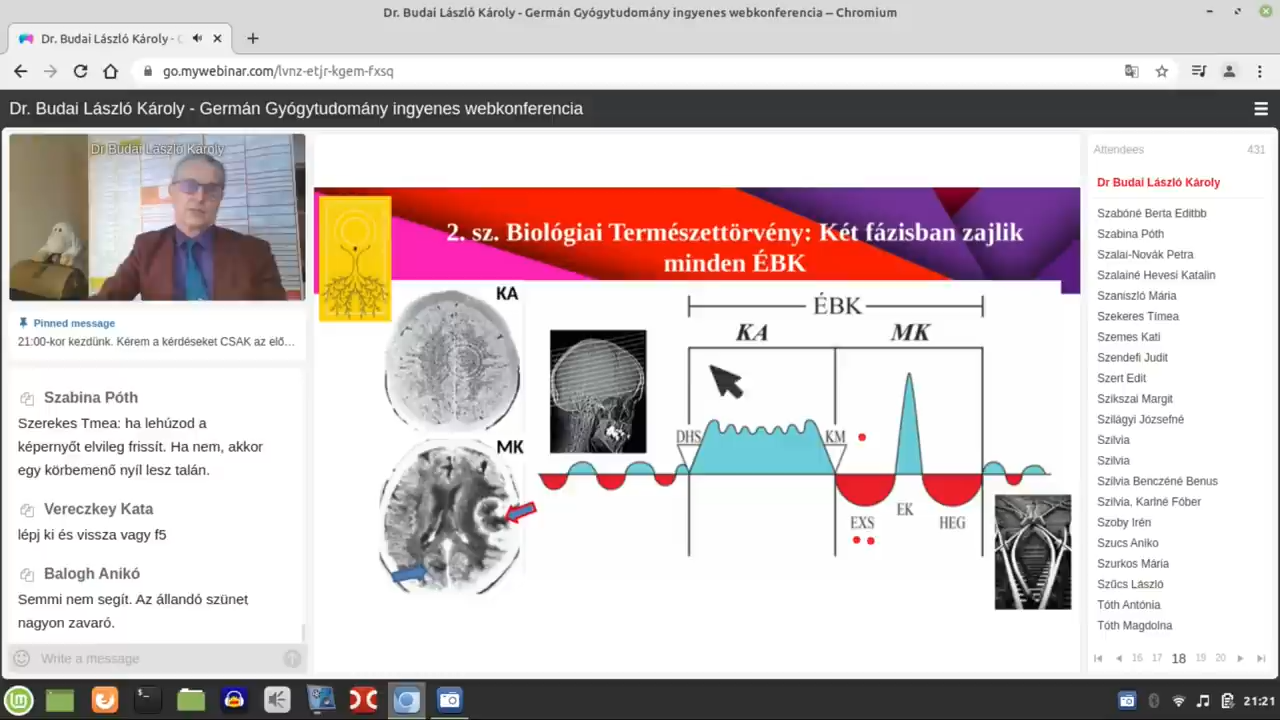 Dr. Budai László Károly - Germán Gyógytudomány ingyenes webkonferencia – Chromium
Dr. Budai László Károly - G
go.mywebinar.com/lvnz-etjr-kgem-fxsq
Dr. Budai László Károly - Germán Gyógytudomány ingyenes webkonferencia
Dr Budai László Károly
Pinned message
21:00-kor kezdünk. Kérem a kérdéseket CSAK az elő…
Szabina Póth
Szerekes Tmea: ha lehúzod a
képernyőt elvileg frissít. Ha nem, akkor
egy körbemenő nyíl lesz talán.
Vereczkey Kata
lépj ki és vissza vagy f5
Balogh Anikó
Semmi nem segít. Az állandó szünet
nagyon zavaró.
Write a message
2. sz. Biológiai Természettörvény: Két fázisban zajlik
minden ÉBK
KA
MK
ÉBK
KA
MK
DHS
KM
EXS
EK
HEG
Attendees
431
Dr Budai László Károly
Szabóné Berta Editbb
Szabina Póth
Szalai-Novák Petra
Szalainé Hevesi Katalin
Szaniszló Mária
Szekeres Tímea
Szemes Kati
Szendefi Judit
Szert Edit
Szikszai Margit
Szilágyi Józsefné
Szilvia
Szilvia
Szilvia Benczéné Benus
Szilvia, Karlné Fóber
Szoby Irén
Szucs Aniko
Szurkos Mária
Szűcs László
Tóth Antónia
Tóth Magdolna
16 17 18 19 20
21:21